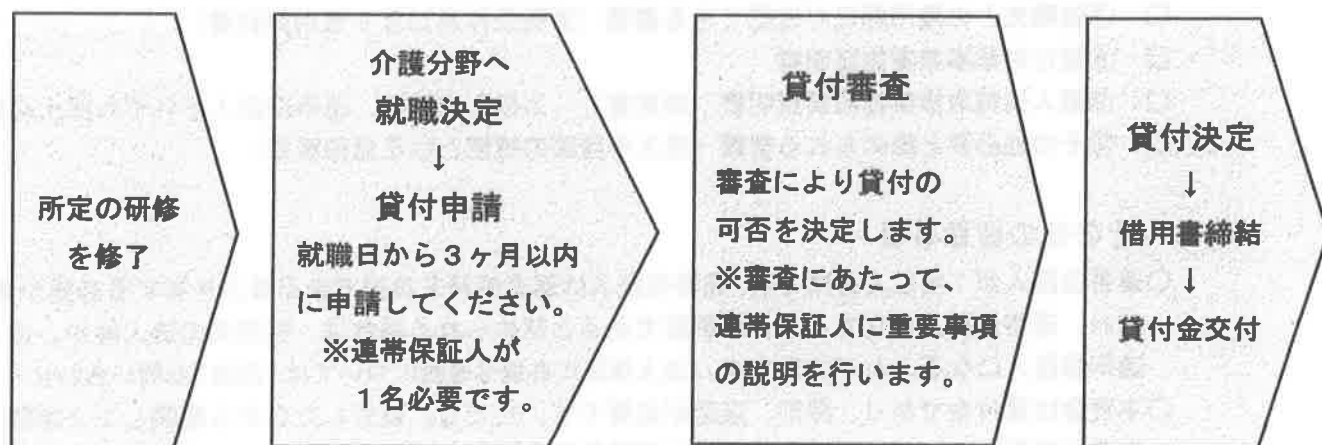 所定の研修
を修了
介護分野へ
就職決定
↓
貸付申請
就職日から３ヶ月以内
に申請してください。
※連帯保証人が
１名必要です。
貸付審査
審査により貸付の
可否を決定します。
※審査にあたって、
連帯保証人に重要事項
の説明を行います。
貸付決定
↓
借用書締結
↓
貸付金交付